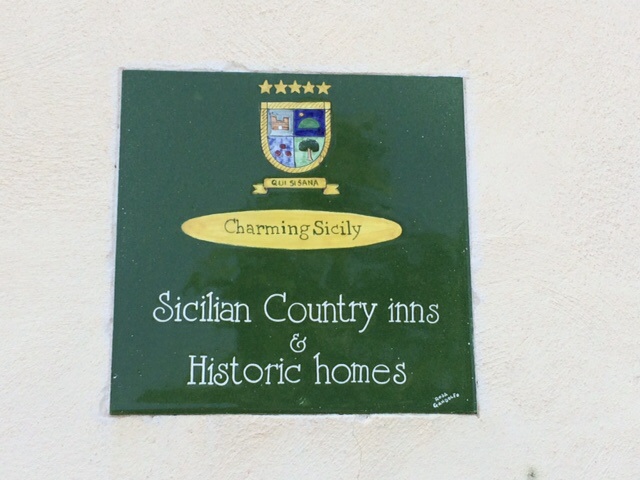 QUI SI SANA
Charming Sicily
Sicilian Country inns
&
Historic homes